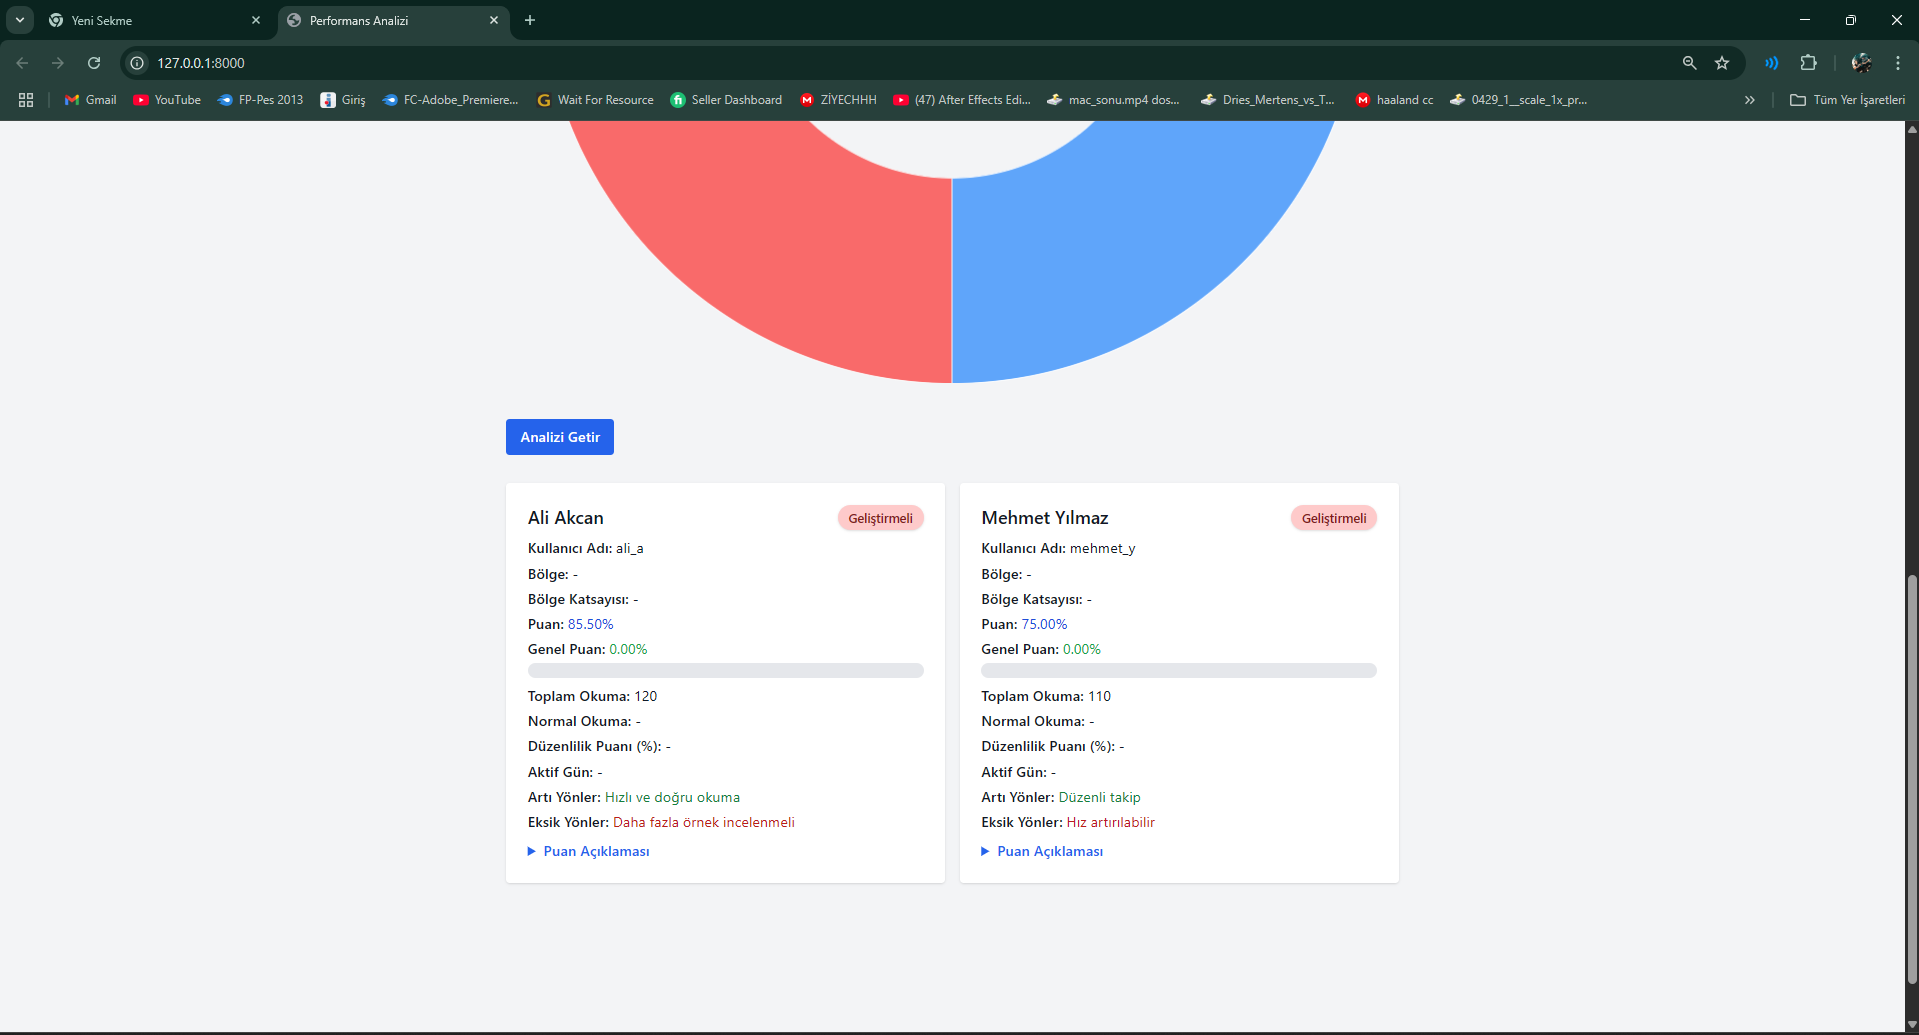 Yeni Sekme
Performans Analizi
127.0.0.1:8000
Gmail
YouTube
FP-Pes 2013
Giriş
FC-Adobe_Premiere...
Wait For Resource
Seller Dashboard
ZİYECHHH
(47) After Effects Edi...
mac_sonu.mp4 dos...
Dries_Mertens_vs_T...
haaland cc
0429_1__scale_1x_pr...
Tüm Yer İşaretleri
Analizi Getir
Ali Akcan
Geliştirmeli
Kullanıcı Adı: ali_a
Bölge: -
Bölge Katsayısı: -
Puan: 85.50%
Genel Puan: 0.00%
Toplam Okuma: 120
Normal Okuma: -
Düzenlilik Puanı (%): -
Aktif Gün: -
Artı Yönler: Hızlı ve doğru okuma
Eksik Yönler: Daha fazla örnek incelenmeli
Puan Açıklaması
Mehmet Yılmaz
Geliştirmeli
Kullanıcı Adı: mehmet_y
Bölge: -
Bölge Katsayısı: -
Puan: 75.00%
Genel Puan: 0.00%
Toplam Okuma: 110
Normal Okuma: -
Düzenlilik Puanı (%): -
Aktif Gün: -
Artı Yönler: Düzenli takip
Eksik Yönler: Hız artırılabilir
Puan Açıklaması